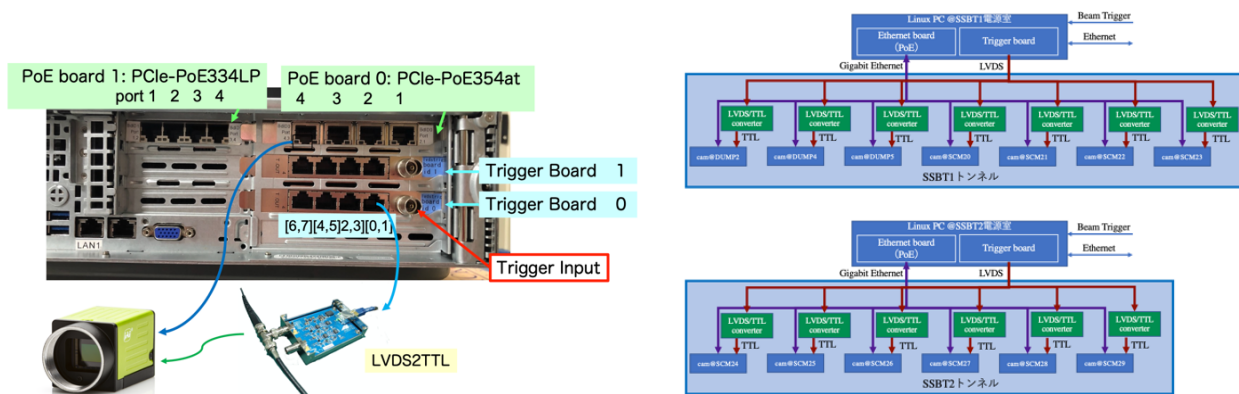 PoE board 1: PCIe-PoE334LP
port 1 2 3 4
PoE board 0: PCIe-PoE354at
4 3 2 1
Trigger Board 1
Trigger Board 0
[6,7][4,5]2,3][0,1]
LAN1
Trigger Input
LVDS2TTL
Linux PC @SSBT1電源室
Ethernet board
(PoE)
Trigger board
Beam Trigger
Ethernet
Gigabit Ethernet
LVDS
LVDS/TTL
converter
LVDS/TTL
converter
LVDS/TTL
converter
LVDS/TTL
converter
LVDS/TTL
converter
LVDS/TTL
converter
LVDS/TTL
converter
TTL
TTL
TTL
TTL
TTL
TTL
TTL
cam@DUMP2
cam@DUMP4
cam@DUMP5
cam@SCM20
cam@SCM21
cam@SCM22
cam@SCM23
SSBT1トンネル
Linux PC @SSBT2電源室
Ethernet board
(PoE)
Trigger board
Beam Trigger
Ethernet
Gigabit Ethernet
LVDS
LVDS/TTL
converter
LVDS/TTL
converter
LVDS/TTL
converter
LVDS/TTL
converter
LVDS/TTL
converter
LVDS/TTL
converter
TTL
TTL
TTL
TTL
TTL
TTL
cam@SCM24
cam@SCM25
cam@SCM26
cam@SCM27
cam@SCM28
cam@SCM29
SSBT2トンネル